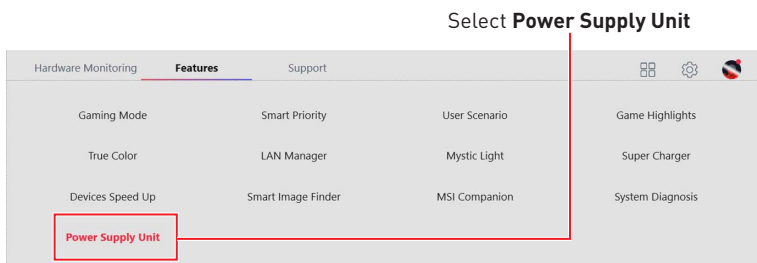 Select Power Supply Unit
Hardware Monitoring Features Support
Gaming Mode Smart Priority User Scenario Game Highlights
True Color LAN Manager Mystic Light Super Charger
Devices Speed Up Smart Image Finder MSI Companion System Diagnosis
Power Supply Unit